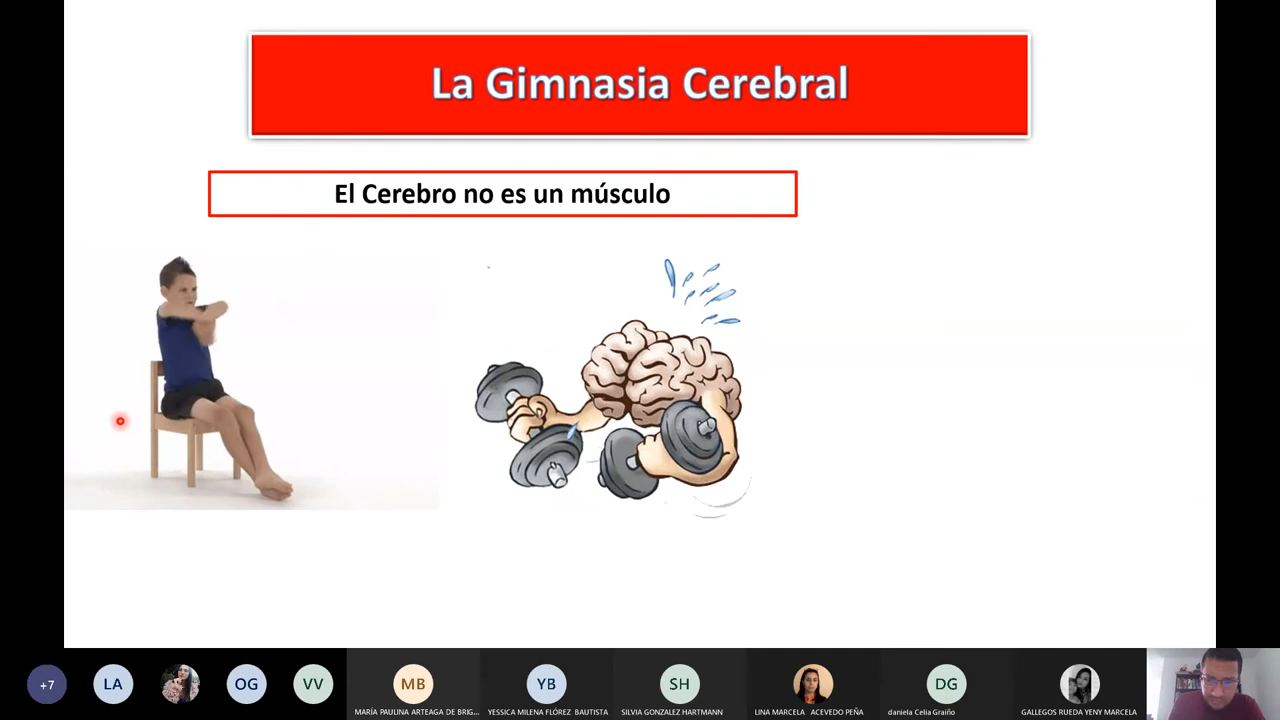 La Gimnasia Cerebral
El Cerebro no es un músculo
+7
LA
OG
VV
MB
YB
SH
DG
MARÍA PAULINA ARTEAGA DE BRIG...
YESSICA MILENA FLÓREZ BAUTISTA
SILVIA GONZALEZ HARTMANN
LINA MARCELA ACEVEDO PEÑA
daniela Celia Graiño
GALLEGOS RUEDA YENY MARCELA